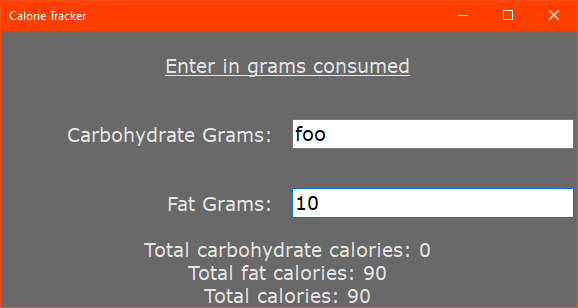 Calorie Tracker
Enter in grams consumed
Carbohydrate Grams: foo
Fat Grams: 10
Total carbohydrate calories: 0
Total fat calories: 90
Total calories: 90